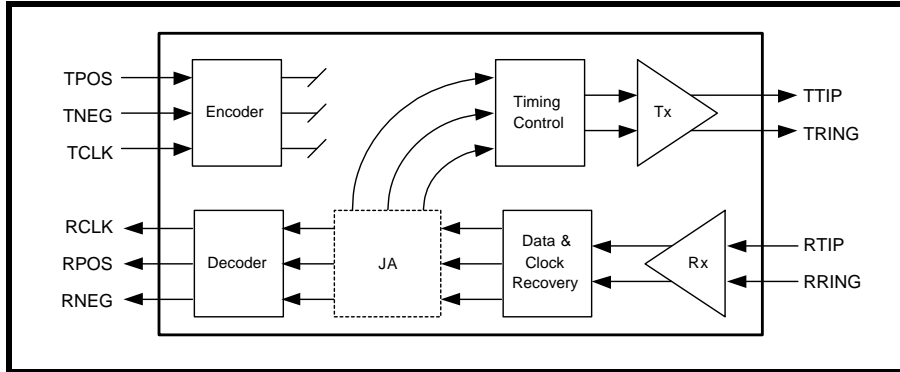 TPOS
TNEG
TCLK
Encoder
Timing
Control
Tx
TTIP
TRING
RCLK
RPOS
RNEG
Decoder
JA
Data &
Clock
Recovery
Rx
RTIP
RRING